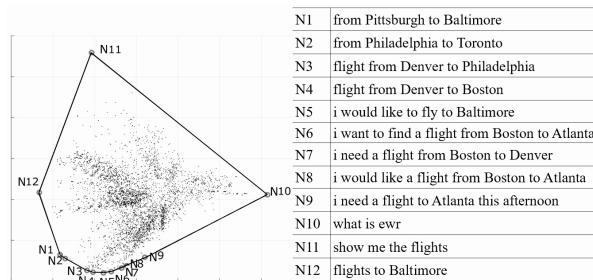 N11
N12
N10
N1
N2
N3
N4
N5
N6
N7
N8
N9
N1 from Pittsburgh to Baltimore
N2 from Philadelphia to Toronto
N3 flight from Denver to Philadelphia
N4 flight from Denver to Boston
N5 i would like to fly to Baltimore
N6 i want to find a flight from Boston to Atlanta
N7 i need a flight from Boston to Denver
N8 i would like a flight from Boston to Atlanta
N9 i need a flight to Atlanta this afternoon
N10 what is ewr
N11 show me the flights
N12 flights to Baltimore